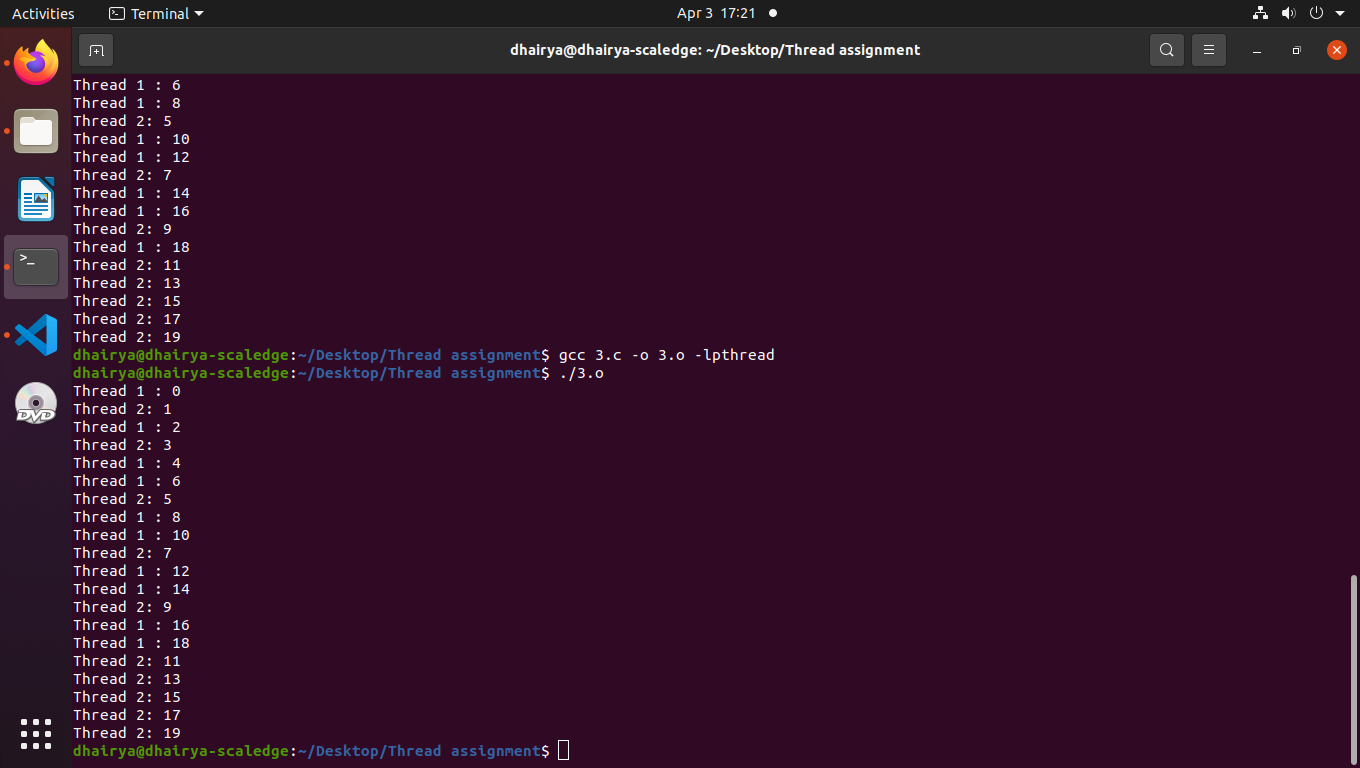 Activities Terminal Apr 3 17:21
dhairya@dhairya-scaledge: ~/Desktop/Thread assignment
Thread 1 : 6
Thread 1 : 8
Thread 2: 5
Thread 1 : 10
Thread 1 : 12
Thread 2: 7
Thread 1 : 14
Thread 1 : 16
Thread 2: 9
Thread 1 : 18
Thread 2: 11
Thread 2: 13
Thread 2: 15
Thread 2: 17
Thread 2: 19
dhairya@dhairya-scaledge:~/Desktop/Thread assignment$ gcc 3.c -o 3.o -lpthread
dhairya@dhairya-scaledge:~/Desktop/Thread assignment$ ./3.o
Thread 1 : 0
Thread 2: 1
Thread 1 : 2
Thread 2: 3
Thread 1 : 4
Thread 1 : 6
Thread 2: 5
Thread 1 : 8
Thread 1 : 10
Thread 2: 7
Thread 1 : 12
Thread 1 : 14
Thread 2: 9
Thread 1 : 16
Thread 1 : 18
Thread 2: 11
Thread 2: 13
Thread 2: 15
Thread 2: 17
Thread 2: 19
dhairya@dhairya-scaledge:~/Desktop/Thread assignment$
>_
DVD